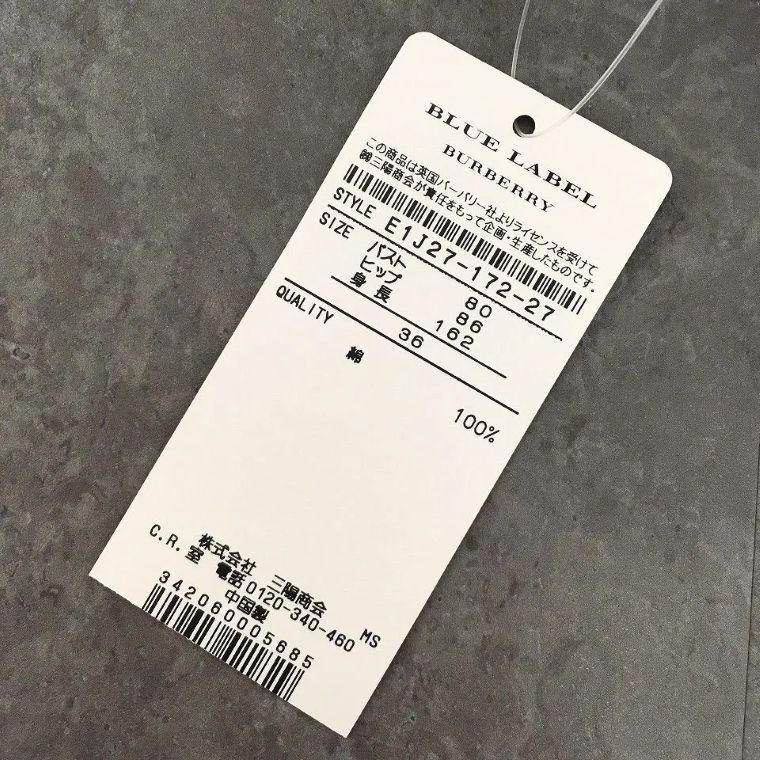 BLUE LABEL
BURBERRY
この商品は英国バーバリー社よりライセンスを受けて
㈱三陽商会が責任をもって企画・生産したものです。
STYLE E1J27-172-27
SIZE バスト 80
ヒップ 86
身長 162
36
QUALITY
綿 100%
株式会社 三陽商会
C.R.室 電話0120-340-460
中国製 MS
342060005685